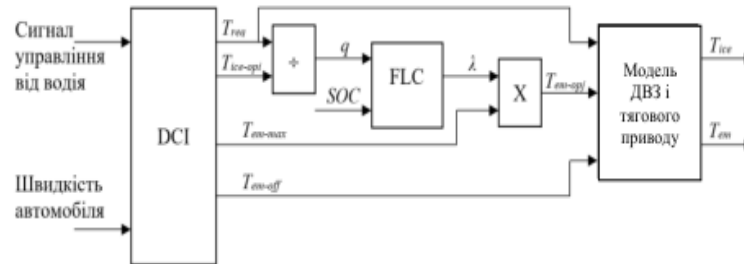 Сигнал
управління
від водія
Швидкість
автомобіля
DCI
T_req
T_ice-opt
÷
q
SOC
FLC
λ
X
T_em-opt
T_em-max
T_em-off
Модель
ДВЗ і
тягового
приводу
T_ice
T_em